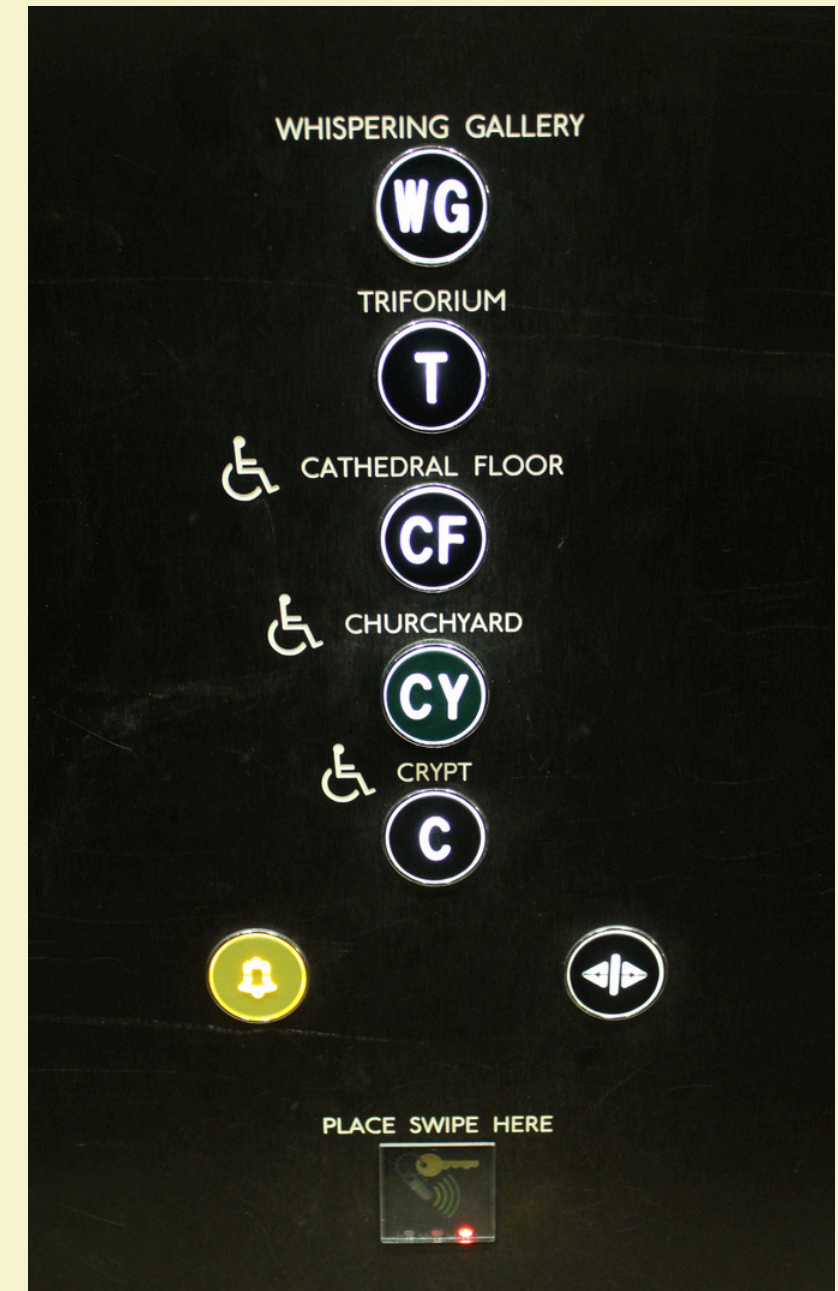 WHISPERING GALLERY
WG
TRIFORIUM
T
CATHEDRAL FLOOR
CF
CHURCHYARD
CY
CRYPT
C
PLACE SWIPE HERE